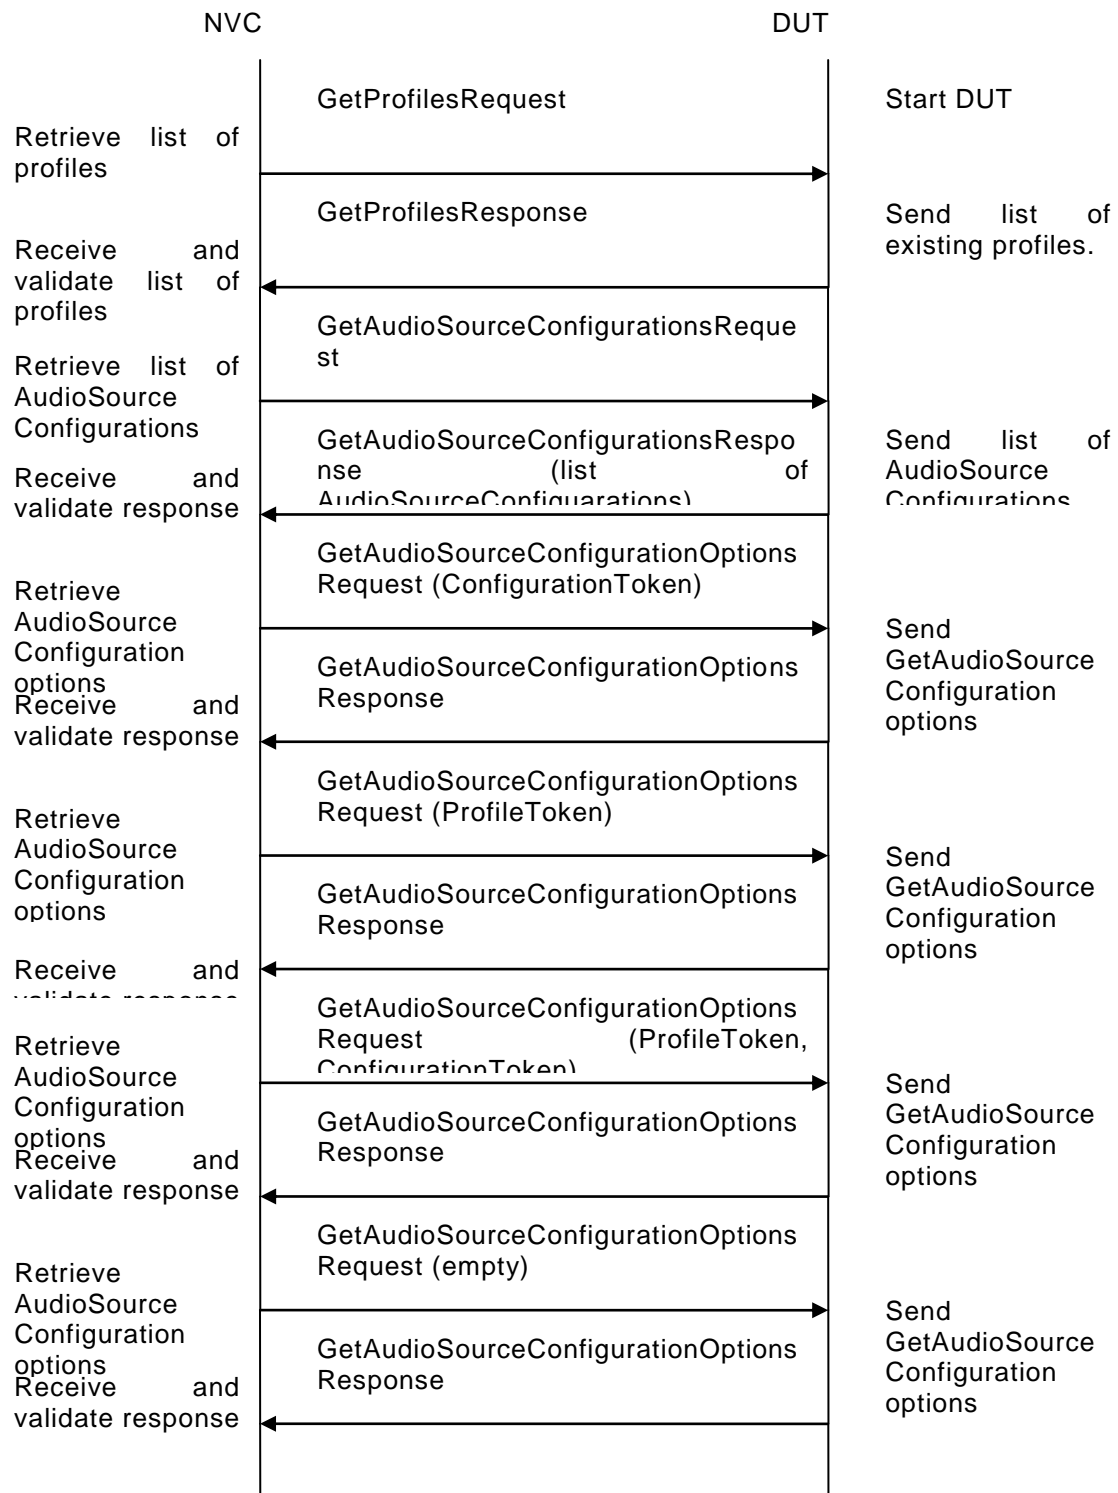 NVC
DUT
GetProfilesRequest
Start DUT
Retrieve list of
profiles
GetProfilesResponse
Send list of
existing profiles.
Receive and
validate list of
profiles
GetAudioSourceConfigurationsReque
st
Retrieve list of
AudioSource
Configurations
GetAudioSourceConfigurationsRespo
nse (list of
AudioSourceConfiguarations)
Send list of
AudioSource
Configurations
Receive and
validate response
GetAudioSourceConfigurationOptions
Request (ConfigurationToken)
Retrieve
AudioSource
Configuration
options
Send
GetAudioSource
Configuration
options
GetAudioSourceConfigurationOptions
Response
Receive and
validate response
GetAudioSourceConfigurationOptions
Request (ProfileToken)
Retrieve
AudioSource
Configuration
options
Send
GetAudioSource
Configuration
options
GetAudioSourceConfigurationOptions
Response
Receive and
validate response
GetAudioSourceConfigurationOptions
Request (ProfileToken,
ConfigurationToken)
Retrieve
AudioSource
Configuration
options
Send
GetAudioSource
Configuration
options
GetAudioSourceConfigurationOptions
Response
Receive and
validate response
GetAudioSourceConfigurationOptions
Request (empty)
Retrieve
AudioSource
Configuration
options
Send
GetAudioSource
Configuration
options
GetAudioSourceConfigurationOptions
Response
Receive and
validate response